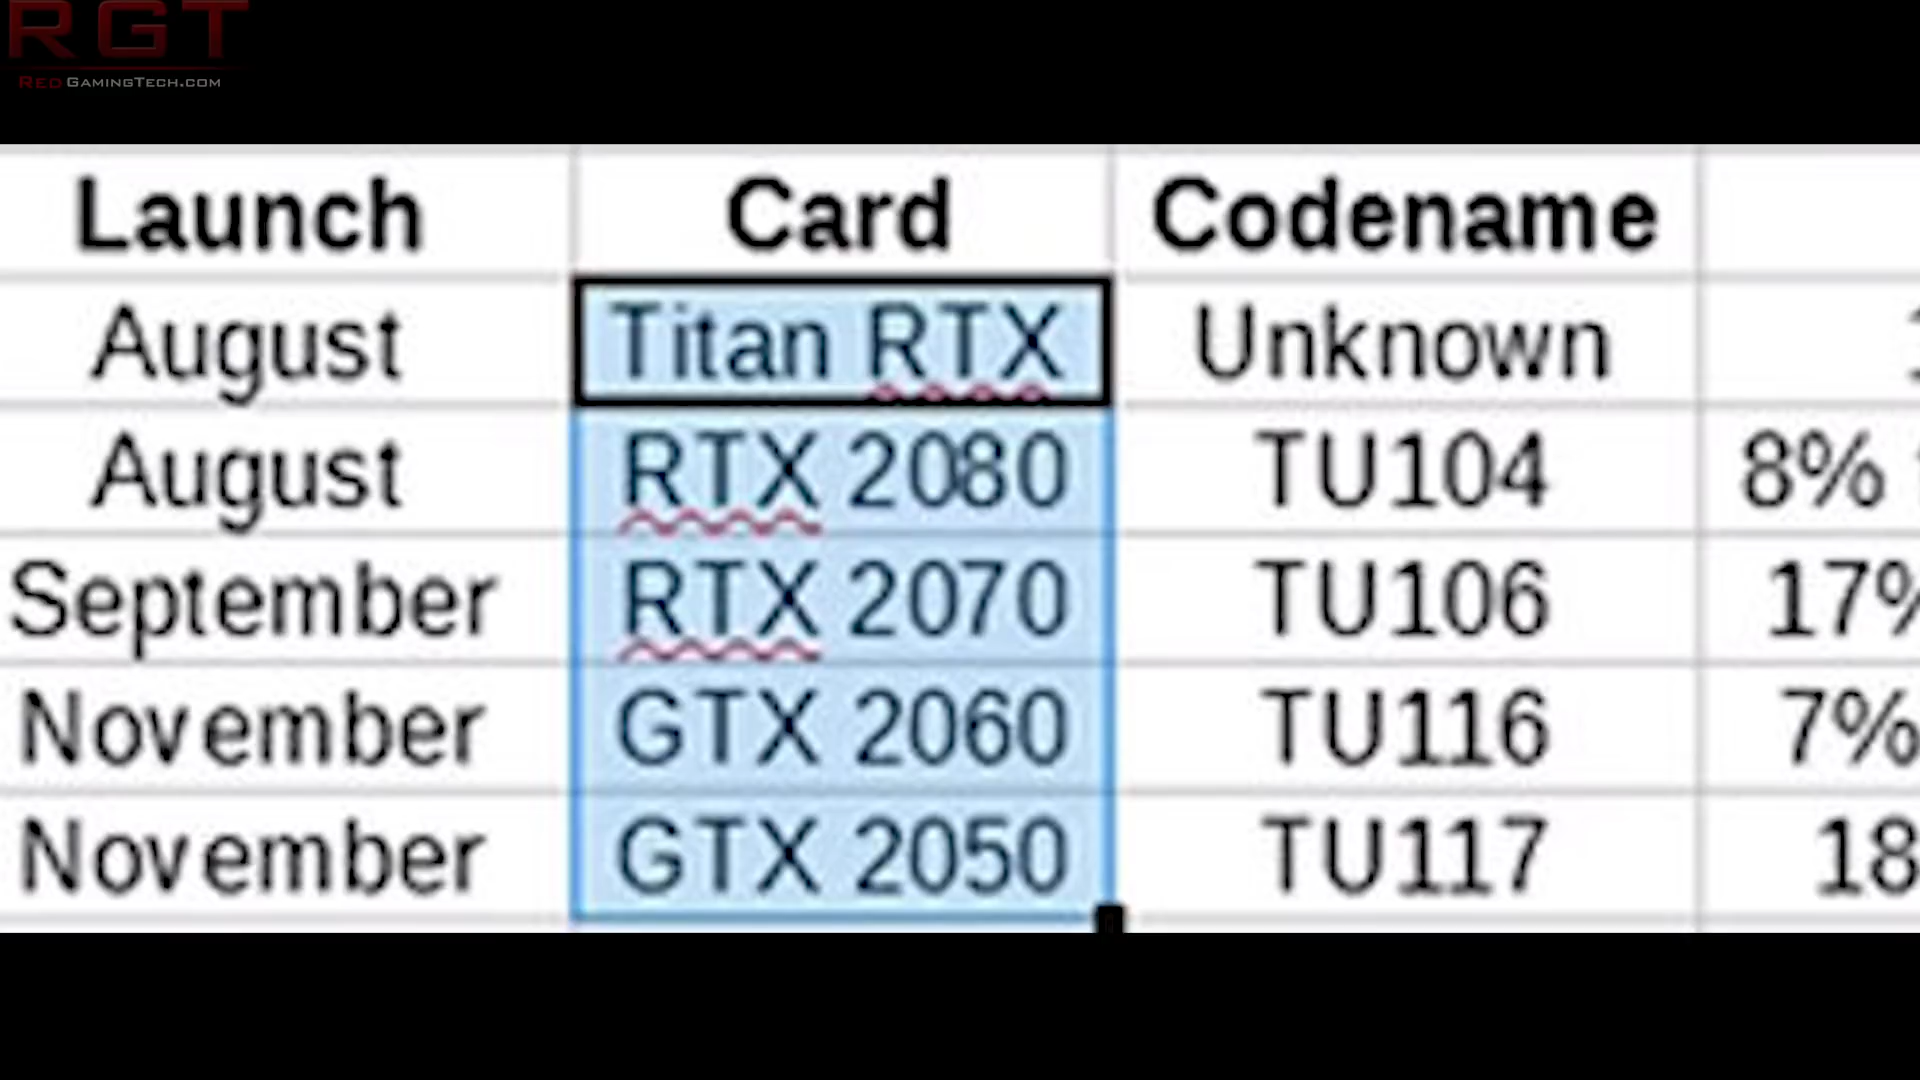 RGT
RedGamingTech.com
Launch Card Codename
August Titan RTX Unknown
August RTX 2080 TU104 8%
September RTX 2070 TU106 17%
November GTX 2060 TU116 7%
November GTX 2050 TU117 18